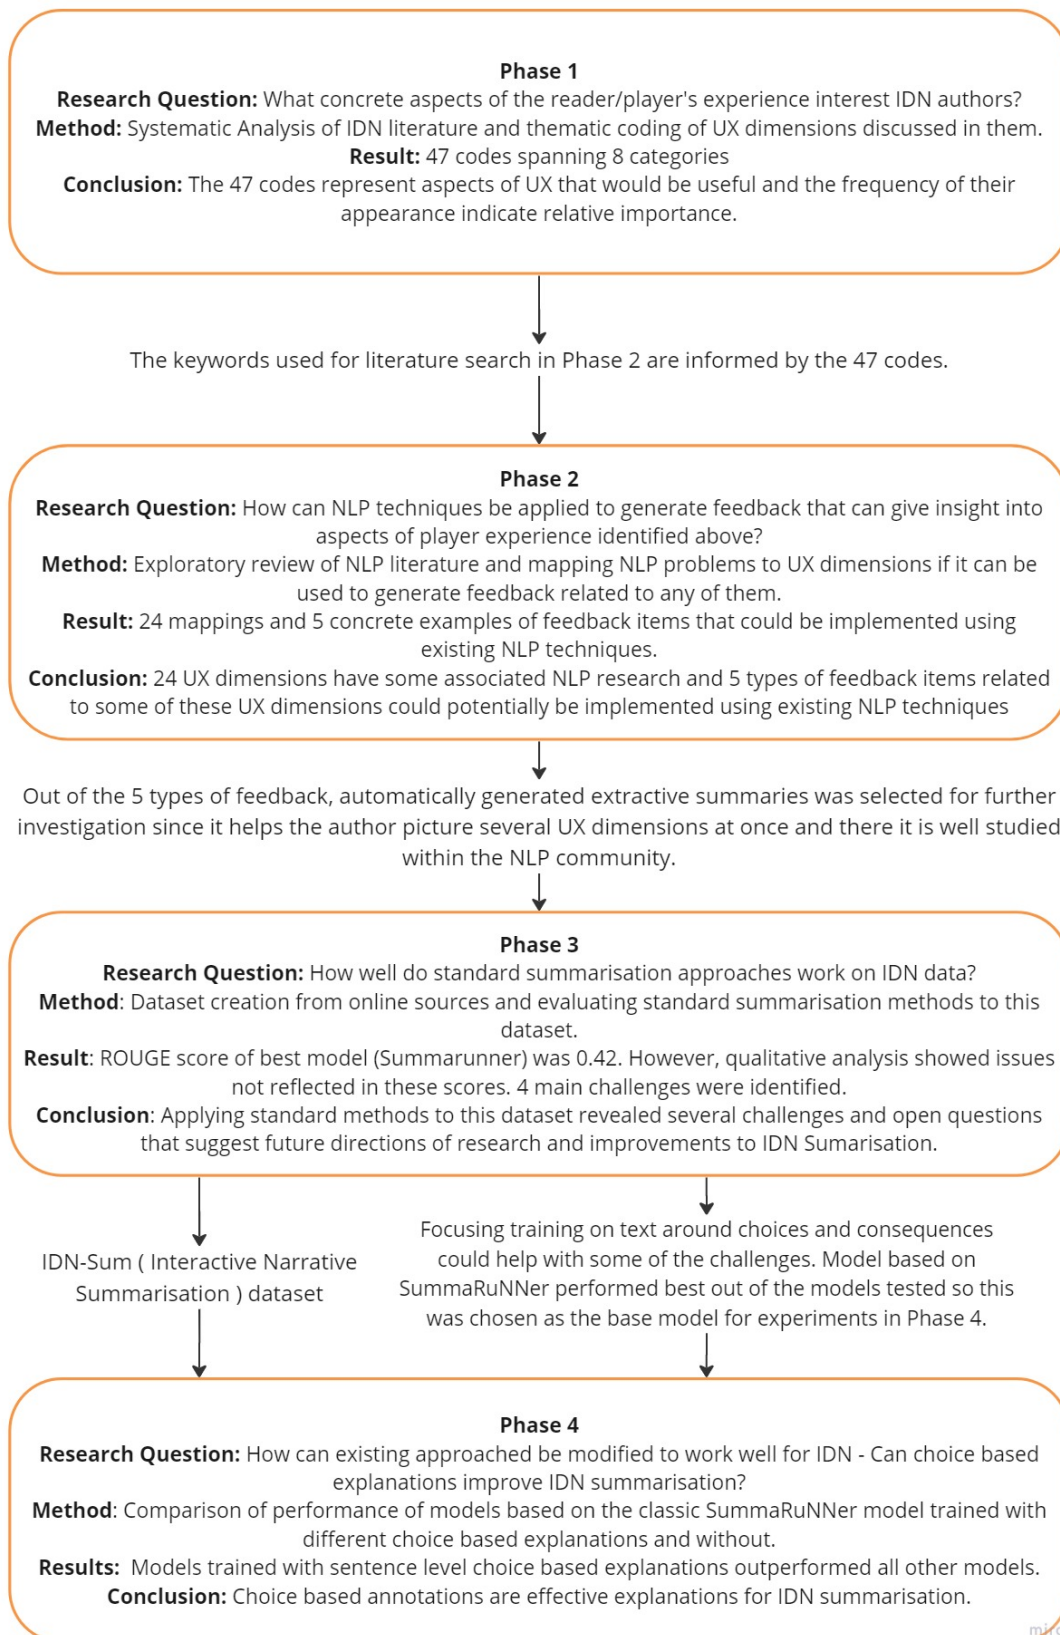 Phase 1
Research Question: What concrete aspects of the reader/player's experience interest IDN authors?
Method: Systematic Analysis of IDN literature and thematic coding of UX dimensions discussed in them.
Result: 47 codes spanning 8 categories
Conclusion: The 47 codes represent aspects of UX that would be useful and the frequency of their
appearance indicate relative importance.
The keywords used for literature search in Phase 2 are informed by the 47 codes.
Phase 2
Research Question: How can NLP techniques be applied to generate feedback that can give insight into
aspects of player experience identified above?
Method: Exploratory review of NLP literature and mapping NLP problems to UX dimensions if it can be
used to generate feedback related to any of them.
Result: 24 mappings and 5 concrete examples of feedback items that could be implemented using
existing NLP techniques.
Conclusion: 24 UX dimensions have some associated NLP research and 5 types of feedback items related
to some of these UX dimensions could potentially be implemented using existing NLP techniques
Out of the 5 types of feedback, automatically generated extractive summaries was selected for further
investigation since it helps the author picture several UX dimensions at once and there it is well studied
within the NLP community.
Phase 3
Research Question: How well do standard summarisation approaches work on IDN data?
Method: Dataset creation from online sources and evaluating standard summarisation methods to this
dataset.
Result: ROUGE score of best model (Summarunner) was 0.42. However, qualitative analysis showed issues
not reflected in these scores. 4 main challenges were identified.
Conclusion: Applying standard methods to this dataset revealed several challenges and open questions
that suggest future directions of research and improvements to IDN Sumarisation.
IDN-Sum ( Interactive Narrative
Summarisation ) dataset
Focusing training on text around choices and consequences
could help with some of the challenges. Model based on
SummaRuNNer performed best out of the models tested so this
was chosen as the base model for experiments in Phase 4.
Phase 4
Research Question: How can existing approached be modified to work well for IDN - Can choice based
explanations improve IDN summarisation?
Method: Comparison of performance of models based on the classic SummaRuNNer model trained with
different choice based explanations and without.
Results: Models trained with sentence level choice based explanations outperformed all other models.
Conclusion: Choice based annotations are effective explanations for IDN summarisation.